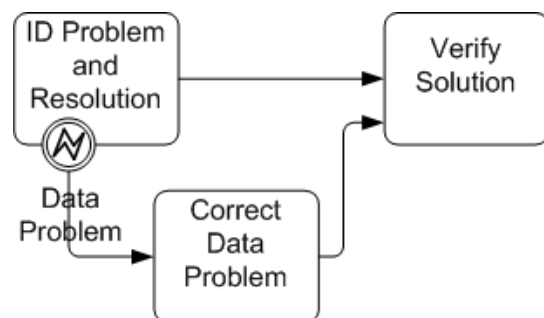 ID Problem
and
Resolution
Verify
Solution
Data
Problem
Correct
Data
Problem